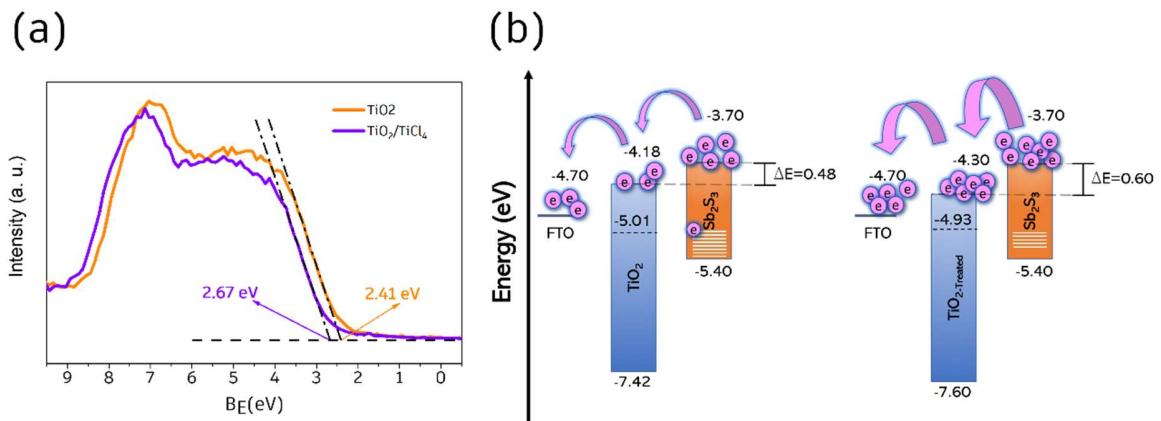 (a)
(b)
Intensity (a. u.)
TiO2
TiO₂/TiCl₄
2.67 eV
2.41 eV
9 8 7 6 5 4 3 2 1 0
B_E(eV)
Energy (eV)
-3.70
-4.18
-4.70
e e e e e e e e e e e e e
ΔE=0.48
FTO
-5.01
TiO₂
Sb₂S₃
-5.40
-7.42
-3.70
-4.30
-4.70
ΔE=0.60
FTO
-4.93
TiO₂-Treated
Sb₂S₃
-5.40
-7.60